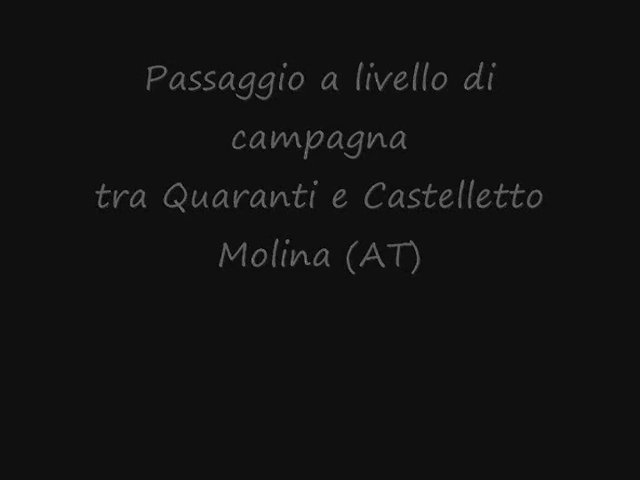 Passaggio a livello di
campagna
tra Quaranti e Castelletto
Molina (AT)